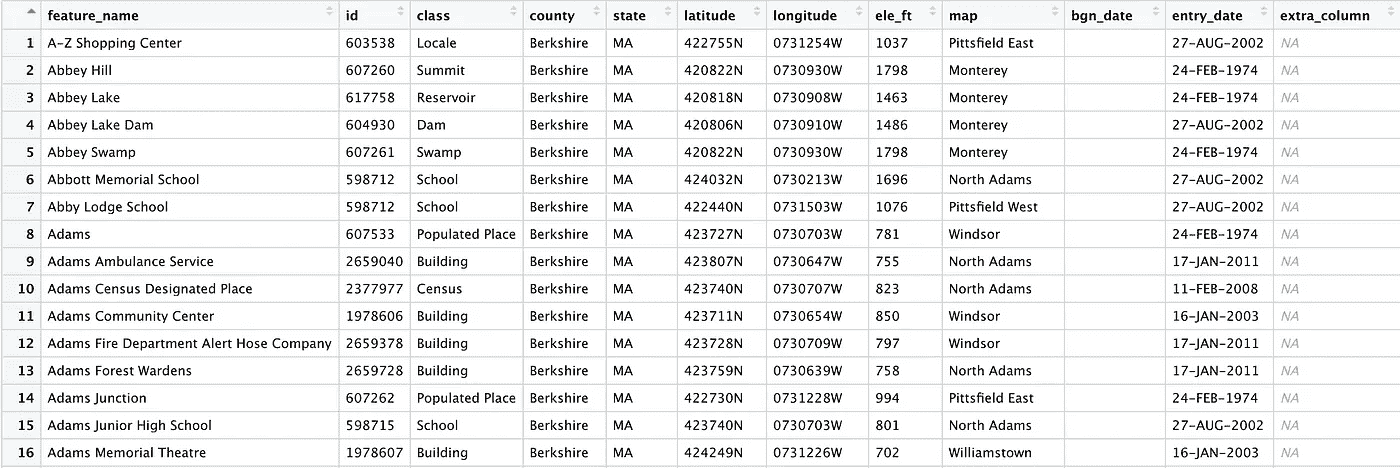 feature_name id class county state latitude longitude ele_ft map bgn_date entry_date extra_column
1 A-Z Shopping Center 603538 Locale Berkshire MA 422755N 0731254W 1037 Pittsfield East 27-AUG-2002 NA
2 Abbey Hill 607260 Summit Berkshire MA 420822N 0730930W 1798 Monterey 24-FEB-1974 NA
3 Abbey Lake 617758 Reservoir Berkshire MA 420818N 0730908W 1463 Monterey 24-FEB-1974 NA
4 Abbey Lake Dam 604930 Dam Berkshire MA 420806N 0730910W 1486 Monterey 27-AUG-2002 NA
5 Abbey Swamp 607261 Swamp Berkshire MA 420822N 0730930W 1798 Monterey 24-FEB-1974 NA
6 Abbott Memorial School 598712 School Berkshire MA 424032N 0730213W 1696 North Adams 27-AUG-2002 NA
7 Abby Lodge School 598712 School Berkshire MA 422440N 0731503W 1076 Pittsfield West 27-AUG-2002 NA
8 Adams 607533 Populated Place Berkshire MA 423727N 0730703W 781 Windsor 24-FEB-1974 NA
9 Adams Ambulance Service 2659040 Building Berkshire MA 423807N 0730647W 755 North Adams 17-JAN-2011 NA
10 Adams Census Designated Place 2377977 Census Berkshire MA 423740N 0730707W 823 North Adams 11-FEB-2008 NA
11 Adams Community Center 1978606 Building Berkshire MA 423711N 0730654W 850 Windsor 16-JAN-2003 NA
12 Adams Fire Department Alert Hose Company 2659378 Building Berkshire MA 423728N 0730709W 797 Windsor 17-JAN-2011 NA
13 Adams Forest Wardens 2659728 Building Berkshire MA 423759N 0730639W 758 North Adams 17-JAN-2011 NA
14 Adams Junction 607262 Populated Place Berkshire MA 422730N 0731228W 994 Pittsfield East 24-FEB-1974 NA
15 Adams Junior High School 598715 School Berkshire MA 423740N 0730703W 801 North Adams 27-AUG-2002 NA
16 Adams Memorial Theatre 1978607 Building Berkshire MA 424249N 0731226W 702 Williamstown 16-JAN-2003 NA